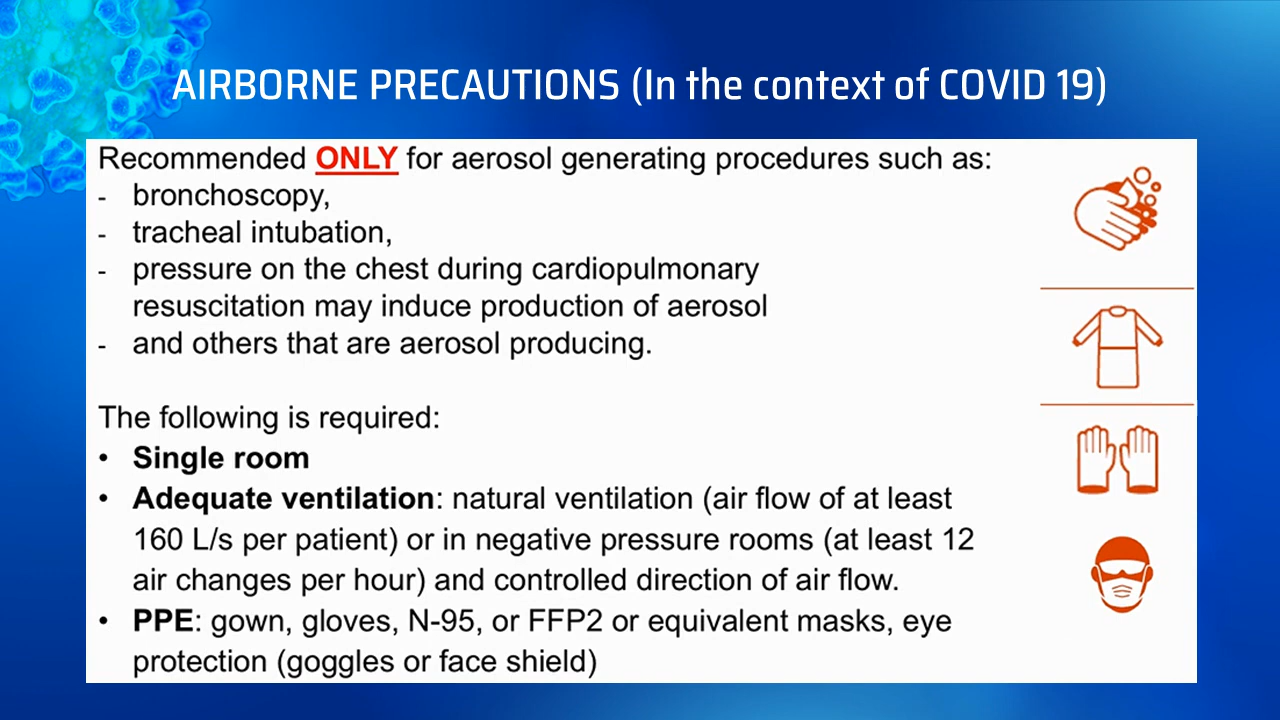 AIRBORNE PRECAUTIONS (In the context of COVID 19)
Recommended ONLY for aerosol generating procedures such as:
- bronchoscopy,
- tracheal intubation,
- pressure on the chest during cardiopulmonary
resuscitation may induce production of aerosol
- and others that are aerosol producing.
The following is required:
• Single room
• Adequate ventilation: natural ventilation (air flow of at least
160 L/s per patient) or in negative pressure rooms (at least 12
air changes per hour) and controlled direction of air flow.
• PPE: gown, gloves, N-95, or FFP2 or equivalent masks, eye
protection (goggles or face shield)